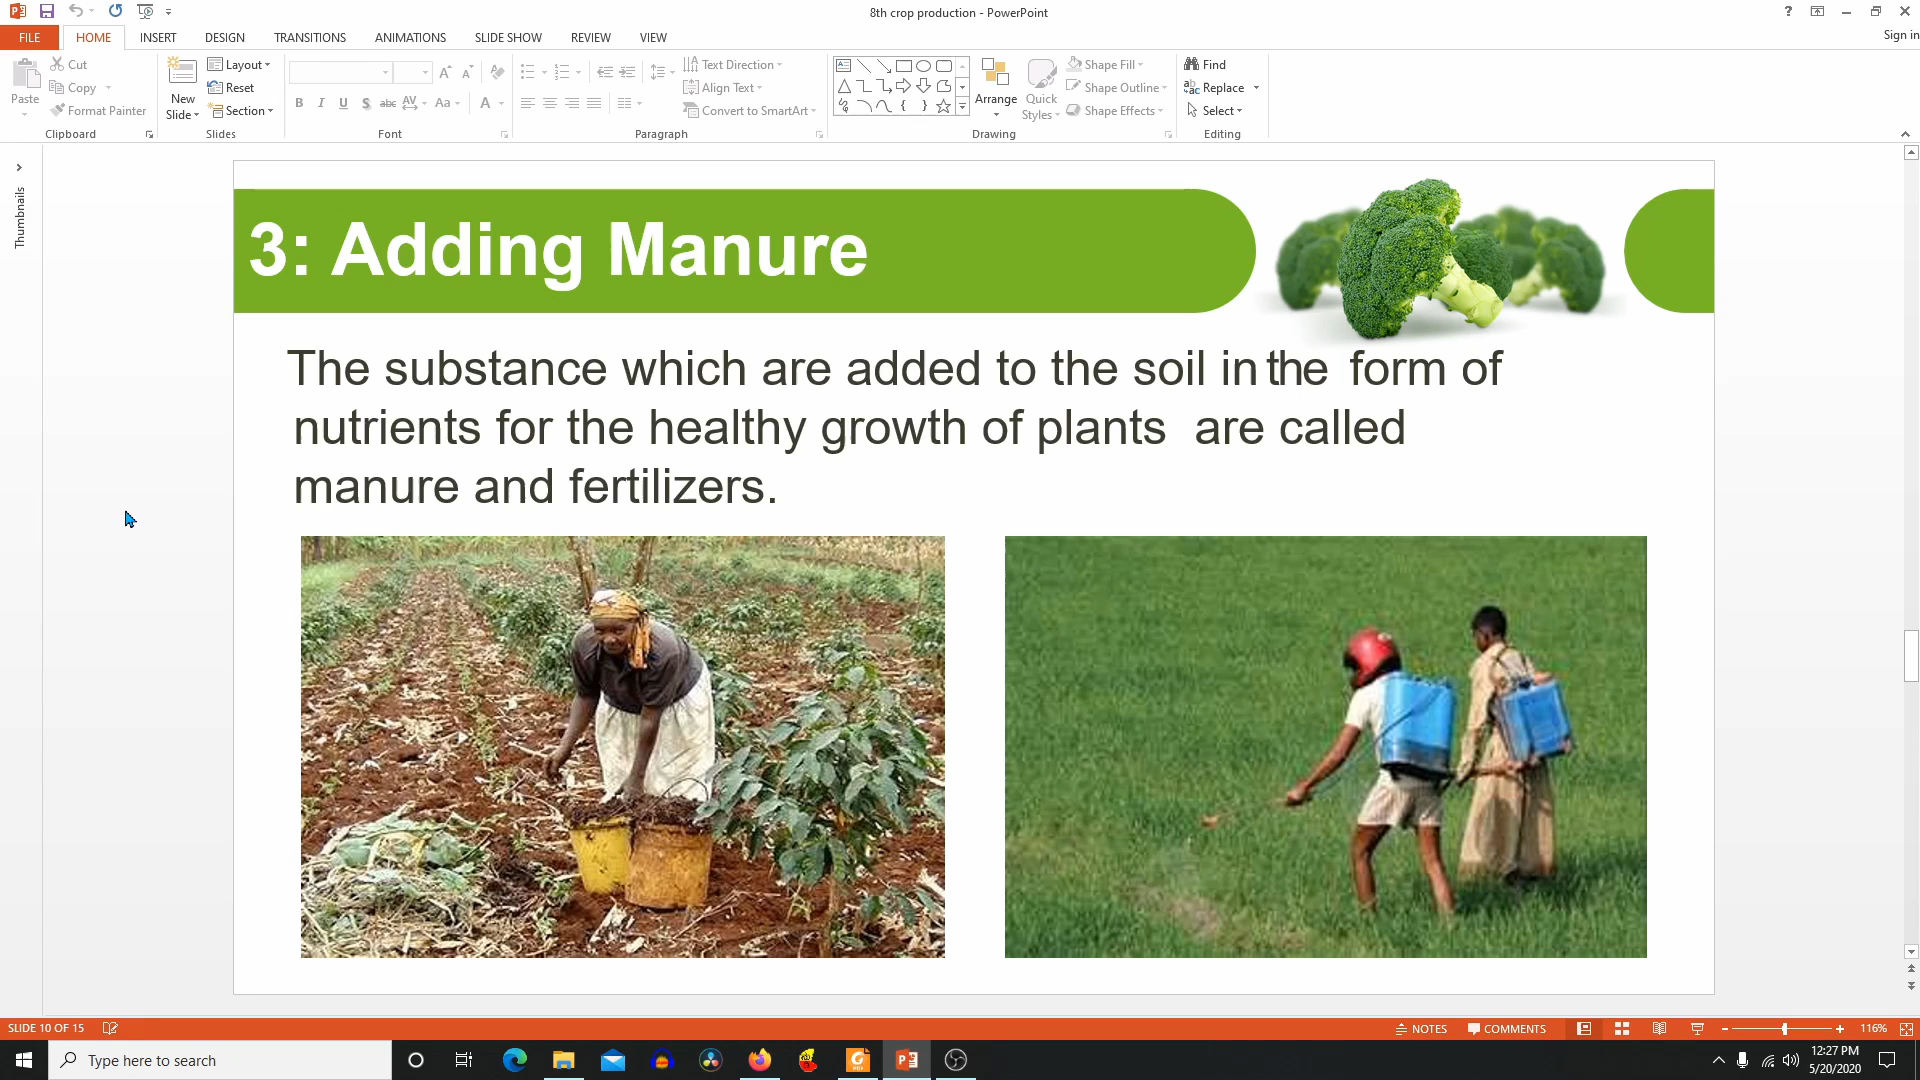 8th crop production - PowerPoint
Sign in
FILE HOME INSERT DESIGN TRANSITIONS ANIMATIONS SLIDE SHOW REVIEW VIEW
Paste
Cut
Copy
Format Painter
Clipboard
New Slide
Layout
Reset
Section
Slides
B I U S abc AV Aa A
Font
Text Direction
Align Text
Convert to SmartArt
Paragraph
Arrange
Quick Styles
Shape Fill
Shape Outline
Shape Effects
Drawing
Find
Replace
Select
Editing
Thumbnails
3: Adding Manure
The substance which are added to the soil in the form of
nutrients for the healthy growth of plants are called
manure and fertilizers.
SLIDE 10 OF 15
NOTES COMMENTS 116%
Type here to search
12:27 PM
5/20/2020